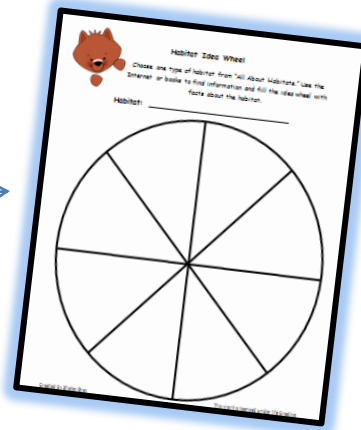 Habitat Idea Wheel
Choose one type of habitat from "All About Habitats." Use the
Internet or books to find information and fill the idea wheel with
facts about the habitat.
Habitat: